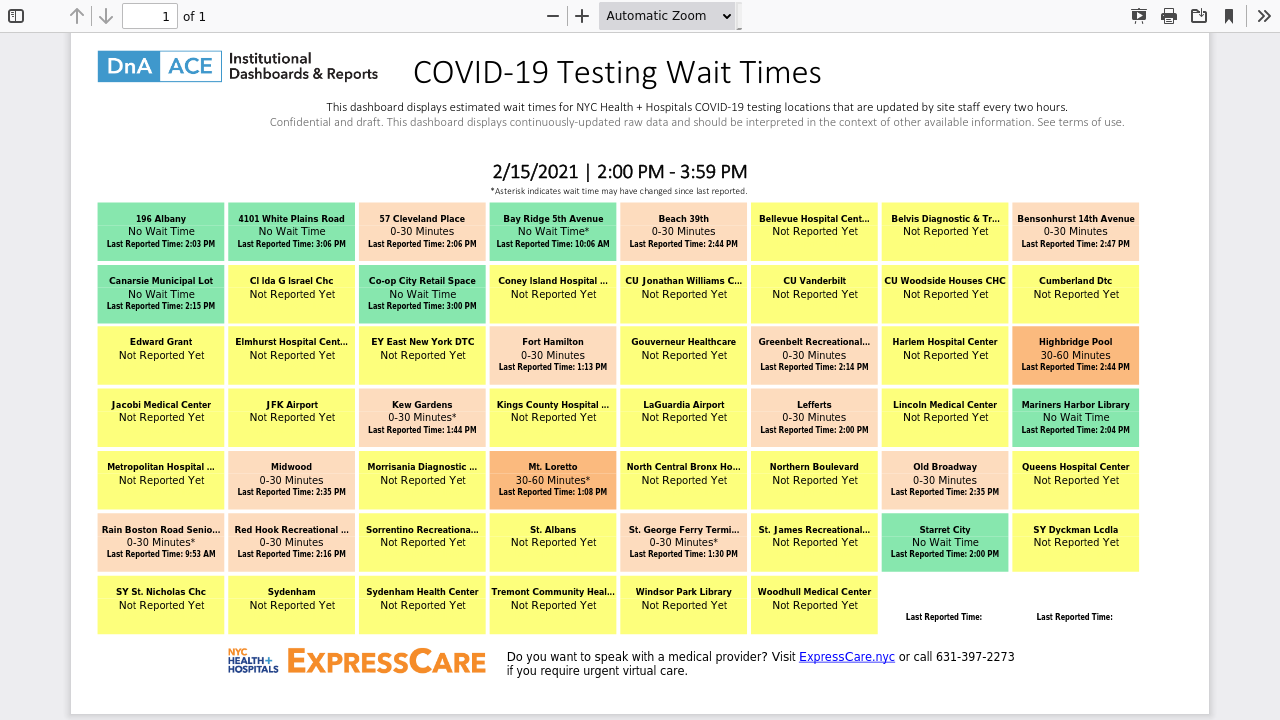 1 of 1
Automatic Zoom
DnA ACE Institutional
Dashboards & Reports
COVID-19 Testing Wait Times
This dashboard displays estimated wait times for NYC Health + Hospitals COVID-19 testing locations that are updated by site staff every two hours.
Confidential and draft. This dashboard displays continuously-updated raw data and should be interpreted in the context of other available information. See terms of use.
2/15/2021 | 2:00 PM - 3:59 PM
*Asterisk indicates wait time may have changed since last reported.
196 Albany
No Wait Time
Last Reported Time: 2:03 PM
4101 White Plains Road
No Wait Time
Last Reported Time: 3:06 PM
57 Cleveland Place
0-30 Minutes
Last Reported Time: 2:06 PM
Bay Ridge 5th Avenue
No Wait Time*
Last Reported Time: 10:06 AM
Beach 39th
0-30 Minutes
Last Reported Time: 2:44 PM
Bellevue Hospital Cent...
Not Reported Yet
Belvis Diagnostic & Tr...
Not Reported Yet
Bensonhurst 14th Avenue
0-30 Minutes
Last Reported Time: 2:47 PM
Canarsie Municipal Lot
No Wait Time
Last Reported Time: 2:15 PM
CI Ida G Israel Chc
Not Reported Yet
Co-op City Retail Space
No Wait Time
Last Reported Time: 3:00 PM
Coney Island Hospital ...
Not Reported Yet
CU Jonathan Williams C...
Not Reported Yet
CU Vanderbilt
Not Reported Yet
CU Woodside Houses CHC
Not Reported Yet
Cumberland Dtc
Not Reported Yet
Edward Grant
Not Reported Yet
Elmhurst Hospital Cent...
Not Reported Yet
EY East New York DTC
Not Reported Yet
Fort Hamilton
0-30 Minutes
Last Reported Time: 1:13 PM
Gouverneur Healthcare
Not Reported Yet
Greenbelt Recreational...
0-30 Minutes
Last Reported Time: 2:14 PM
Harlem Hospital Center
Not Reported Yet
Highbridge Pool
30-60 Minutes
Last Reported Time: 2:44 PM
Jacobi Medical Center
Not Reported Yet
JFK Airport
Not Reported Yet
Kew Gardens
0-30 Minutes*
Last Reported Time: 1:44 PM
Kings County Hospital ...
Not Reported Yet
LaGuardia Airport
Not Reported Yet
Lefferts
0-30 Minutes
Last Reported Time: 2:00 PM
Lincoln Medical Center
Not Reported Yet
Mariners Harbor Library
No Wait Time
Last Reported Time: 2:04 PM
Metropolitan Hospital ...
Not Reported Yet
Midwood
0-30 Minutes
Last Reported Time: 2:35 PM
Morrisania Diagnostic ...
Not Reported Yet
Mt. Loretto
30-60 Minutes*
Last Reported Time: 1:08 PM
North Central Bronx Ho...
Not Reported Yet
Northern Boulevard
Not Reported Yet
Old Broadway
0-30 Minutes
Last Reported Time: 2:35 PM
Queens Hospital Center
Not Reported Yet
Rain Boston Road Senio...
0-30 Minutes*
Last Reported Time: 9:53 AM
Red Hook Recreational ...
0-30 Minutes
Last Reported Time: 2:16 PM
Sorrentino Recreationa...
Not Reported Yet
St. Albans
Not Reported Yet
St. George Ferry Termi...
0-30 Minutes*
Last Reported Time: 1:30 PM
St. James Recreational...
Not Reported Yet
Starret City
No Wait Time
Last Reported Time: 2:00 PM
SY Dyckman Lcdla
Not Reported Yet
SY St. Nicholas Chc
Not Reported Yet
Sydenham
Not Reported Yet
Sydenham Health Center
Not Reported Yet
Tremont Community Heal...
Not Reported Yet
Windsor Park Library
Not Reported Yet
Woodhull Medical Center
Not Reported Yet
Last Reported Time:
Last Reported Time:
NYC
HEALTH+
HOSPITALS
EXPRESSCARE
Do you want to speak with a medical provider? Visit ExpressCare.nyc or call 631-397-2273
if you require urgent virtual care.